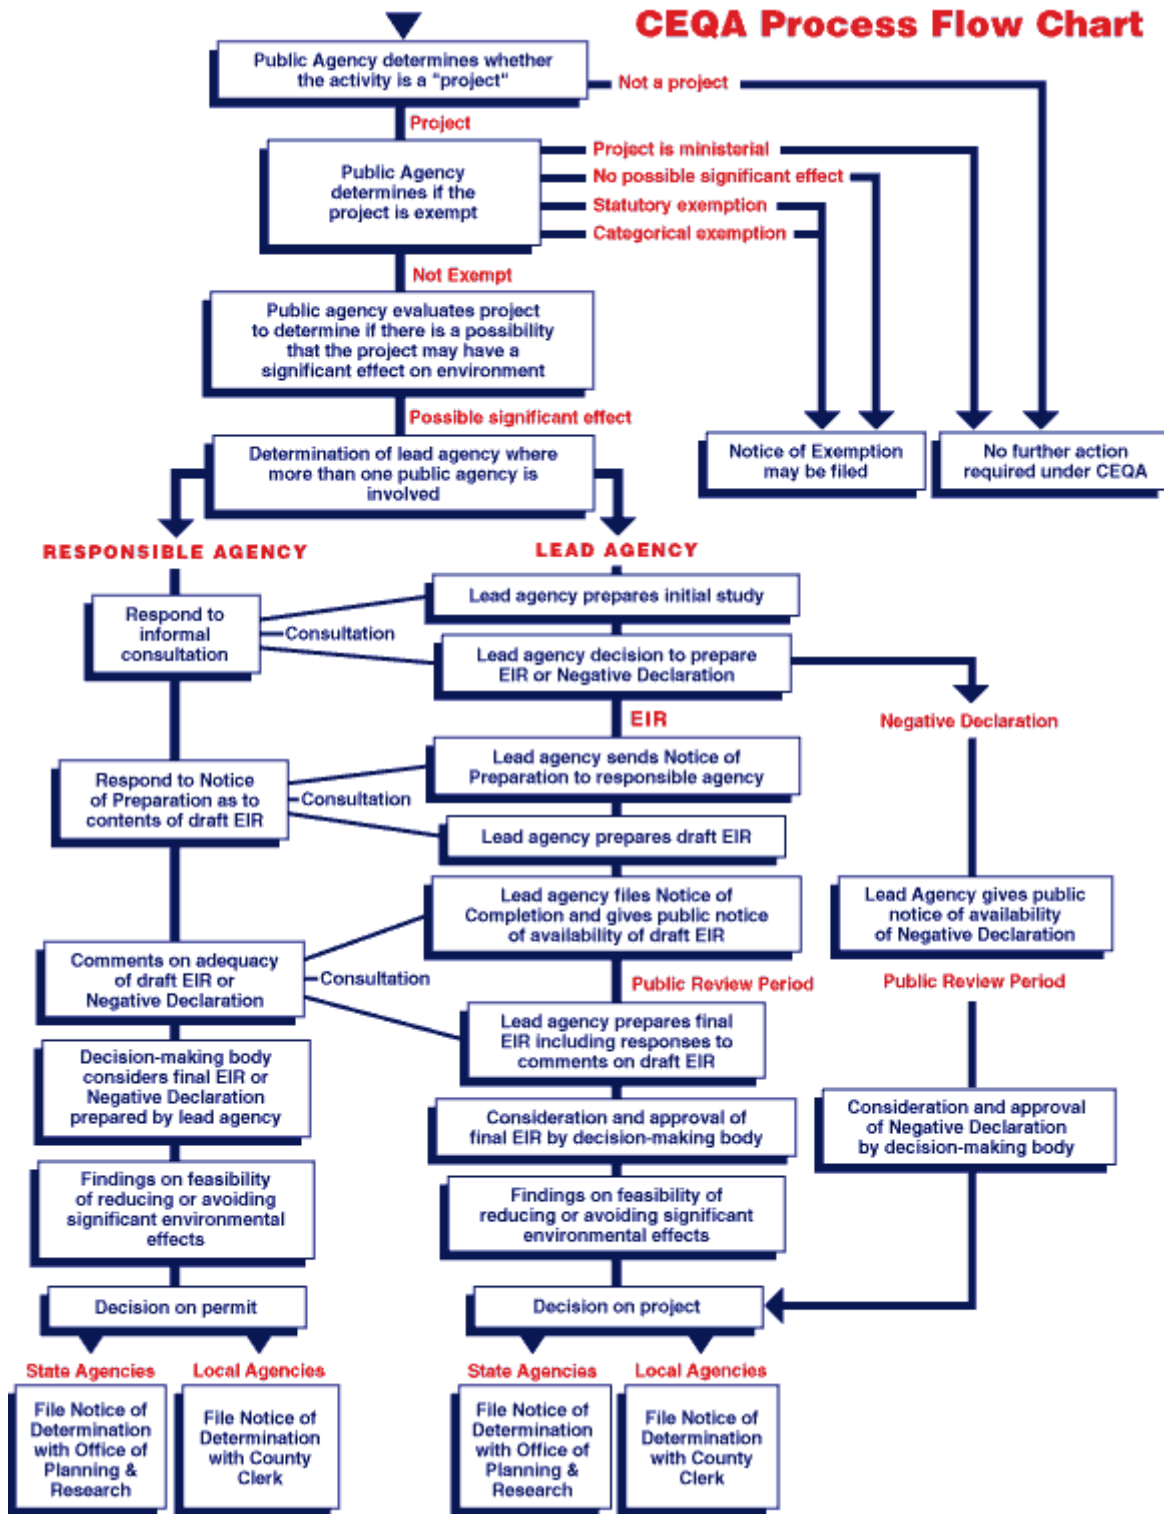 CEQA Process Flow Chart
Public Agency determines whether
the activity is a "project"
Not a project
Project
Public Agency
determines if the
project is exempt
Project is ministerial
No possible significant effect
Statutory exemption
Categorical exemption
Not Exempt
Public agency evaluates project
to determine if there is a possibility
that the project may have a
significant effect on environment
Possible significant effect
Notice of Exemption
may be filed
No further action
required under CEQA
Determination of lead agency where
more than one public agency is
involved
RESPONSIBLE AGENCY
LEAD AGENCY
Respond to
informal
consultation
Consultation
Lead agency prepares initial study
Lead agency decision to prepare
EIR or Negative Declaration
EIR
Negative Declaration
Respond to Notice
of Preparation as to
contents of draft EIR
Consultation
Lead agency sends Notice of
Preparation to responsible agency
Lead agency prepares draft EIR
Lead agency files Notice of
Completion and gives public notice
of availability of draft EIR
Lead Agency gives public
notice of availability
of Negative Declaration
Comments on adequacy
of draft EIR or
Negative Declaration
Consultation
Public Review Period
Public Review Period
Lead agency prepares final
EIR including responses to
comments on draft EIR
Decision-making body
considers final EIR or
Negative Declaration
prepared by lead agency
Consideration and approval of
final EIR by decision-making body
Consideration and approval
of Negative Declaration
by decision-making body
Findings on feasibility
of reducing or avoiding
significant environmental
effects
Findings on feasibility of
reducing or avoiding significant
environmental effects
Decision on permit
Decision on project
State Agencies
Local Agencies
State Agencies
Local Agencies
File Notice of
Determination
with Office of
Planning &
Research
File Notice of
Determination
with County
Clerk
File Notice of
Determination
with Office of
Planning &
Research
File Notice of
Determination
with County
Clerk